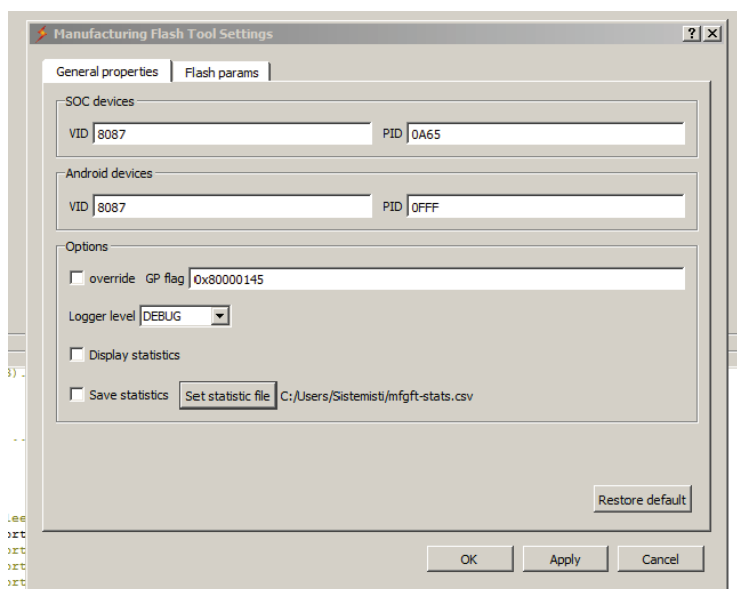 Manufacturing Flash Tool Settings
General properties Flash params
SOC devices
VID 8087 PID 0A65
Android devices
VID 8087 PID 0FFF
Options
override GP flag 0x80000145
Logger level DEBUG
Display statistics
Save statistics Set statistic file C:/Users/Sistemisti/mfgft-stats.csv
Restore default
OK Apply Cancel